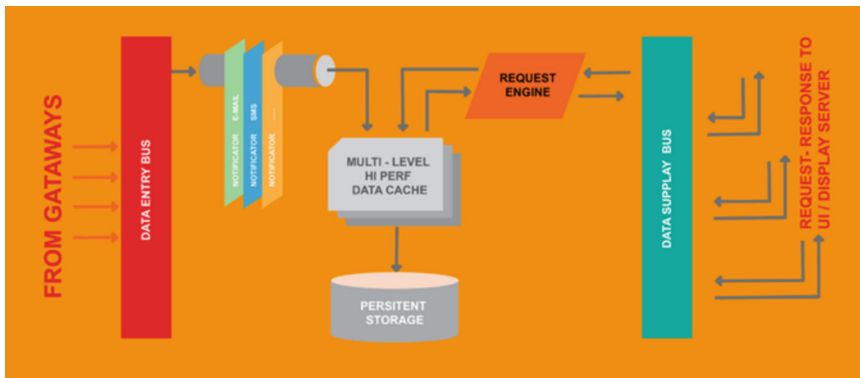 FROM GATAWAYS
DATA ENTRY BUS
NOTIFICATOR E-MAIL
NOTIFICATOR SMS
NOTIFICATOR ....
MULTI - LEVEL
HI PERF
DATA CACHE
PERSITENT
STORAGE
REQUEST
ENGINE
DATA SUPPLAY BUS
REQUEST- RESPONSE TO
UI / DISPLAY SERVER